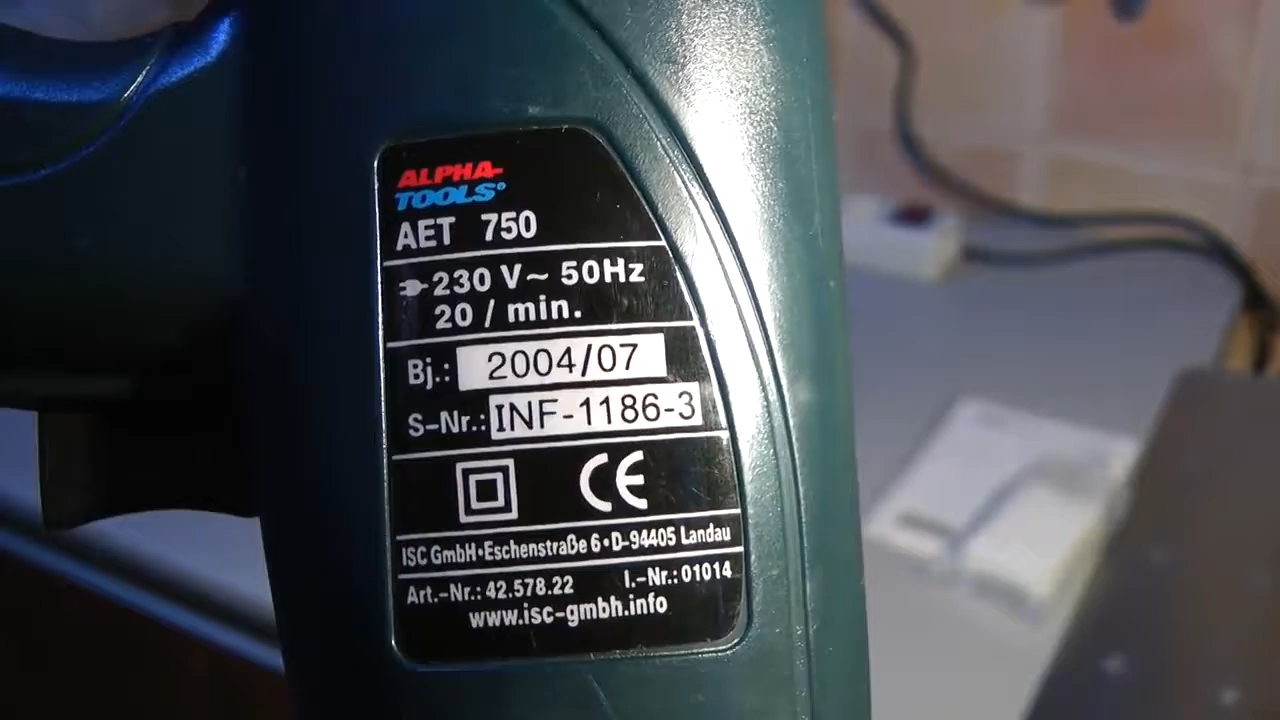 ALPHA-
TOOLS®
AET 750
230 V~ 50Hz
20 / min.
Bj.: 2004/07
S-Nr.: INF-1186-3
CE
ISC GmbH•Eschenstraße 6•D-94405 Landau
Art.-Nr.: 42.578.22 I.-Nr.: 01014
www.isc-gmbh.info